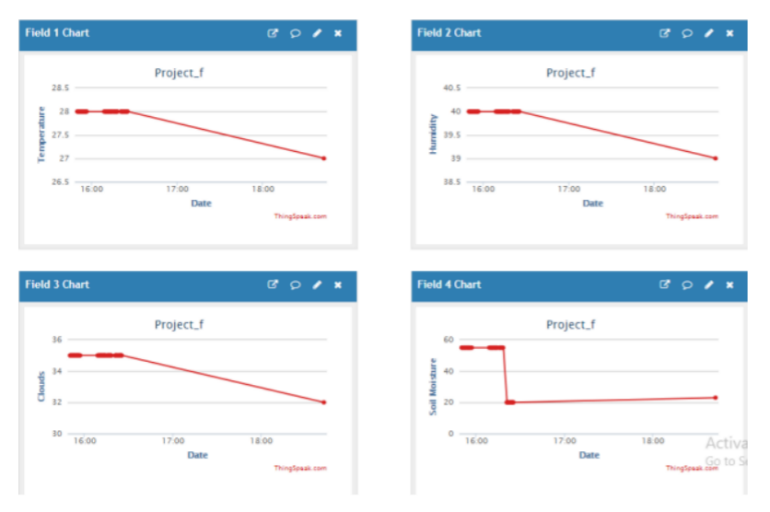 Field 1 Chart
Project_f
28.5
28
27.5
27
26.5
Temperature
16:00 17:00 18:00
Date
ThingSpeak.com
Field 2 Chart
Project_f
40.5
40
39.5
39
38.5
Humidity
16:00 17:00 18:00
Date
ThingSpeak.com
Field 3 Chart
Project_f
36
34
32
30
Clouds
16:00 17:00 18:00
Date
ThingSpeak.com
Field 4 Chart
Project_f
60
40
20
0
Soil Moisture
16:00 17:00 18:00
Date
ThingSpeak.com
Activa
Go to Se